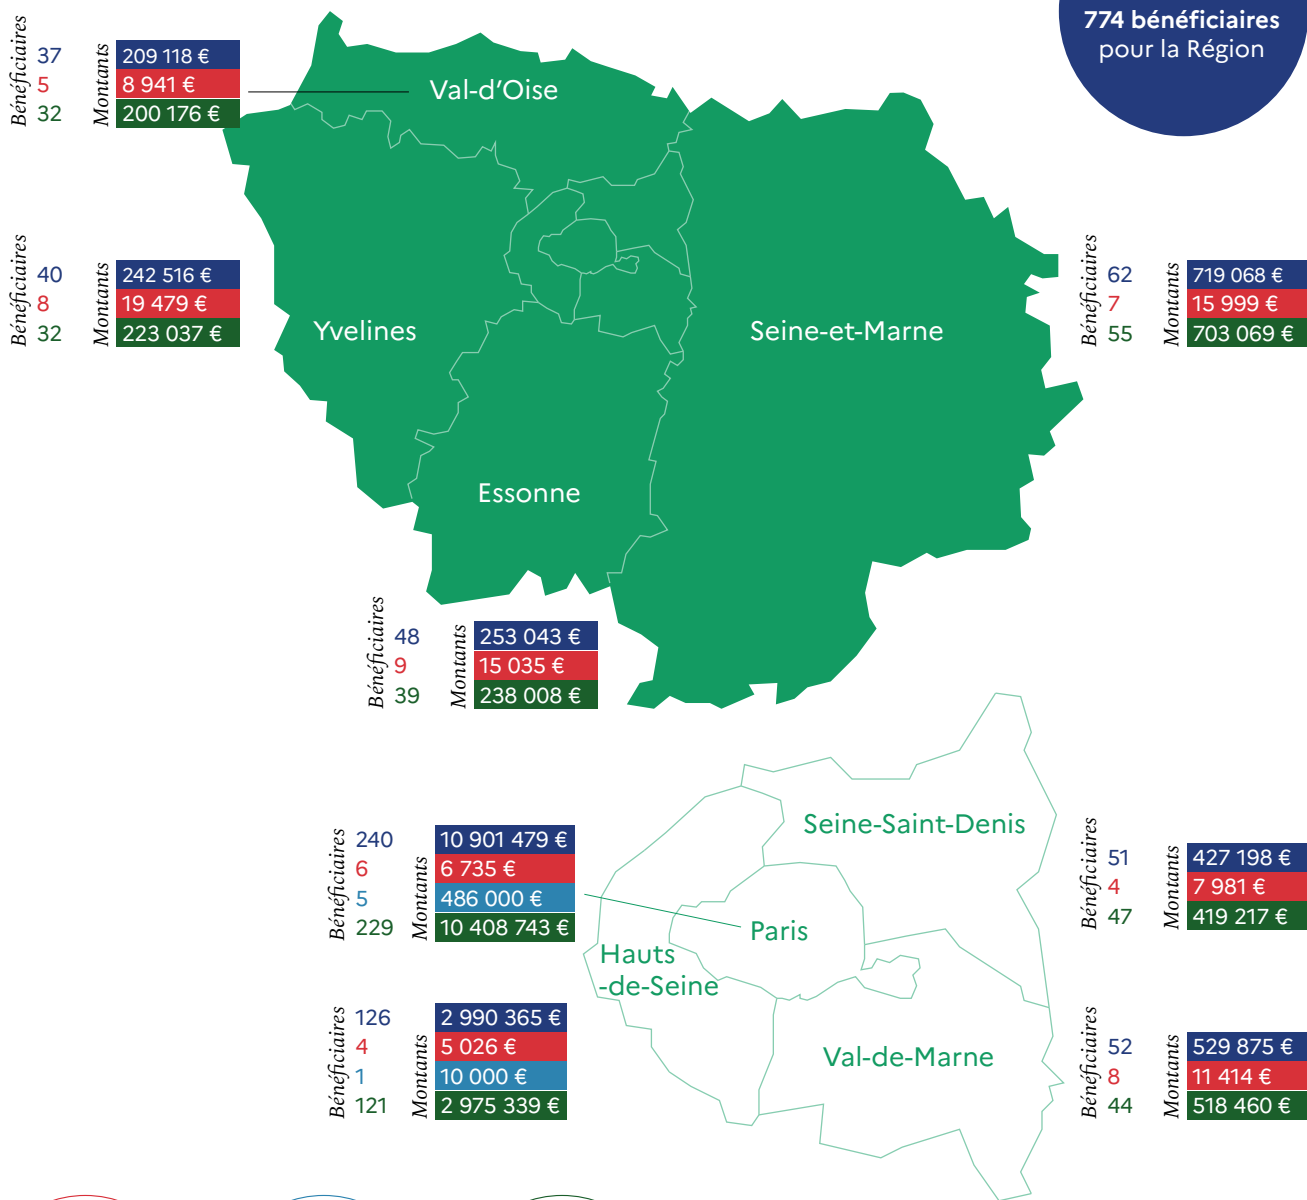 774 bénéficiaires
pour la Région
Bénéficiaires
37
5
32
Montants
209 118 €
8 941 €
200 176 €
Val-d'Oise
Bénéficiaires
40
8
32
Montants
242 516 €
19 479 €
223 037 €
Yvelines
Seine-et-Marne
Bénéficiaires
62
7
55
Montants
719 068 €
15 999 €
703 069 €
Essonne
Bénéficiaires
48
9
39
Montants
253 043 €
15 035 €
238 008 €
Bénéficiaires
240
6
5
229
Montants
10 901 479 €
6 735 €
486 000 €
10 408 743 €
Seine-Saint-Denis
Bénéficiaires
51
4
47
Montants
427 198 €
7 981 €
419 217 €
Paris
Hauts
-de-Seine
Bénéficiaires
126
4
1
121
Montants
2 990 365 €
5 026 €
10 000 €
2 975 339 €
Val-de-Marne
Bénéficiaires
52
8
44
Montants
529 875 €
11 414 €
518 460 €